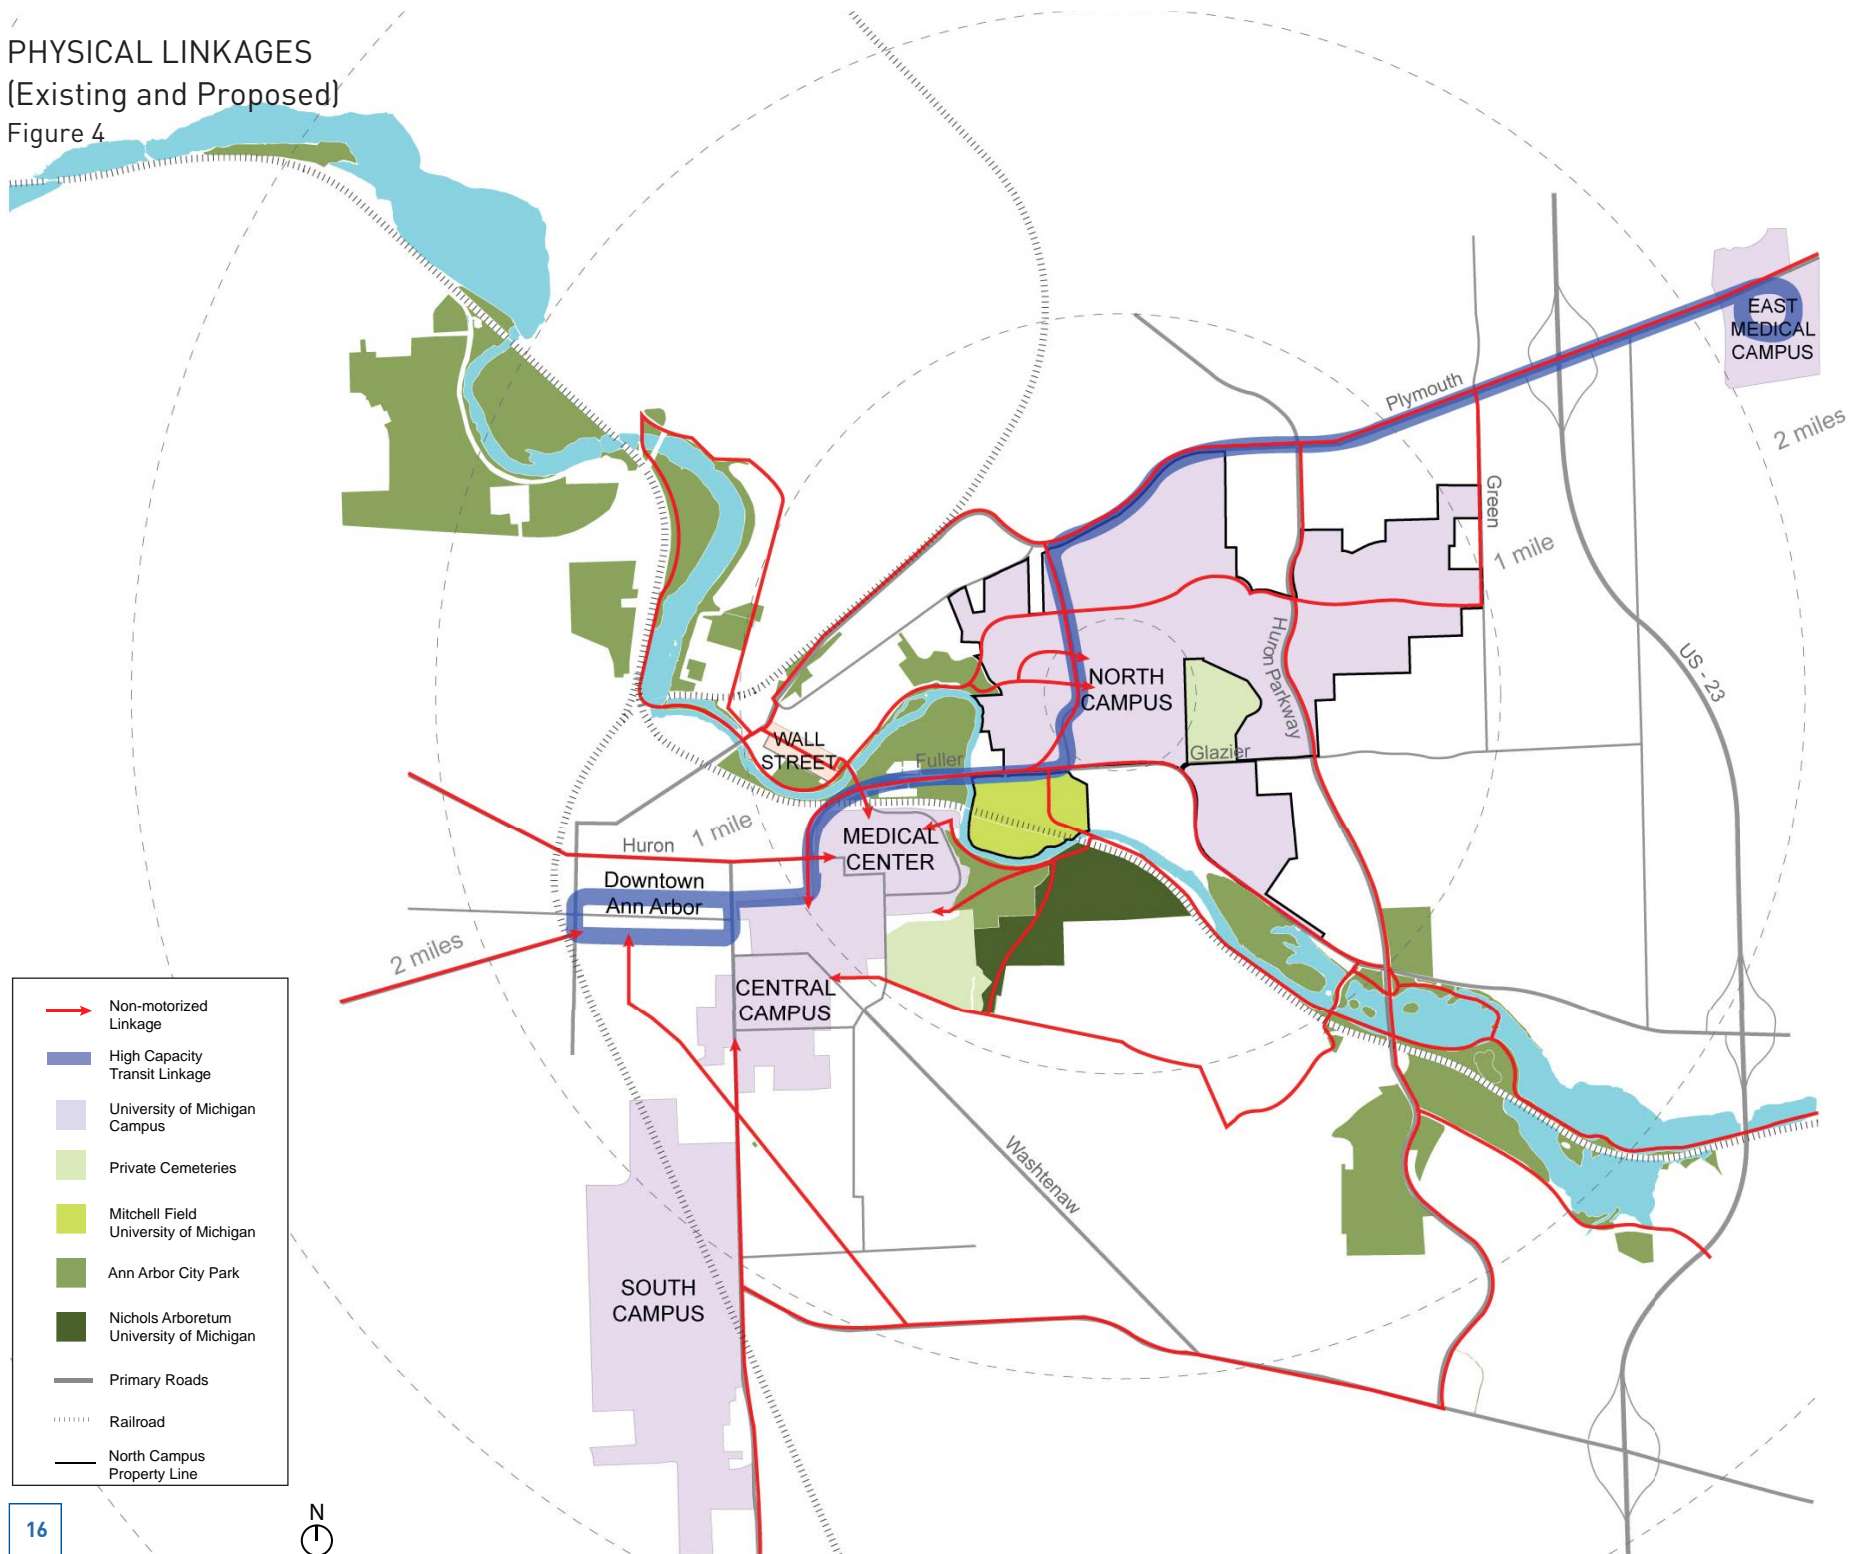 PHYSICAL LINKAGES
(Existing and Proposed)
Figure 4
EAST
MEDICAL
CAMPUS
Plymouth
2 miles
Green
1 mile
US - 23
Huron Parkway
NORTH
CAMPUS
Glazier
WALL
STREET
Fuller
1 mile
MEDICAL
CENTER
Huron
Downtown
Ann Arbor
2 miles
CENTRAL
CAMPUS
Washtenaw
SOUTH
CAMPUS
Non-motorized
Linkage
High Capacity
Transit Linkage
University of Michigan
Campus
Private Cemeteries
Mitchell Field
University of Michigan
Ann Arbor City Park
Nichols Arboretum
University of Michigan
Primary Roads
Railroad
North Campus
Property Line
16
N